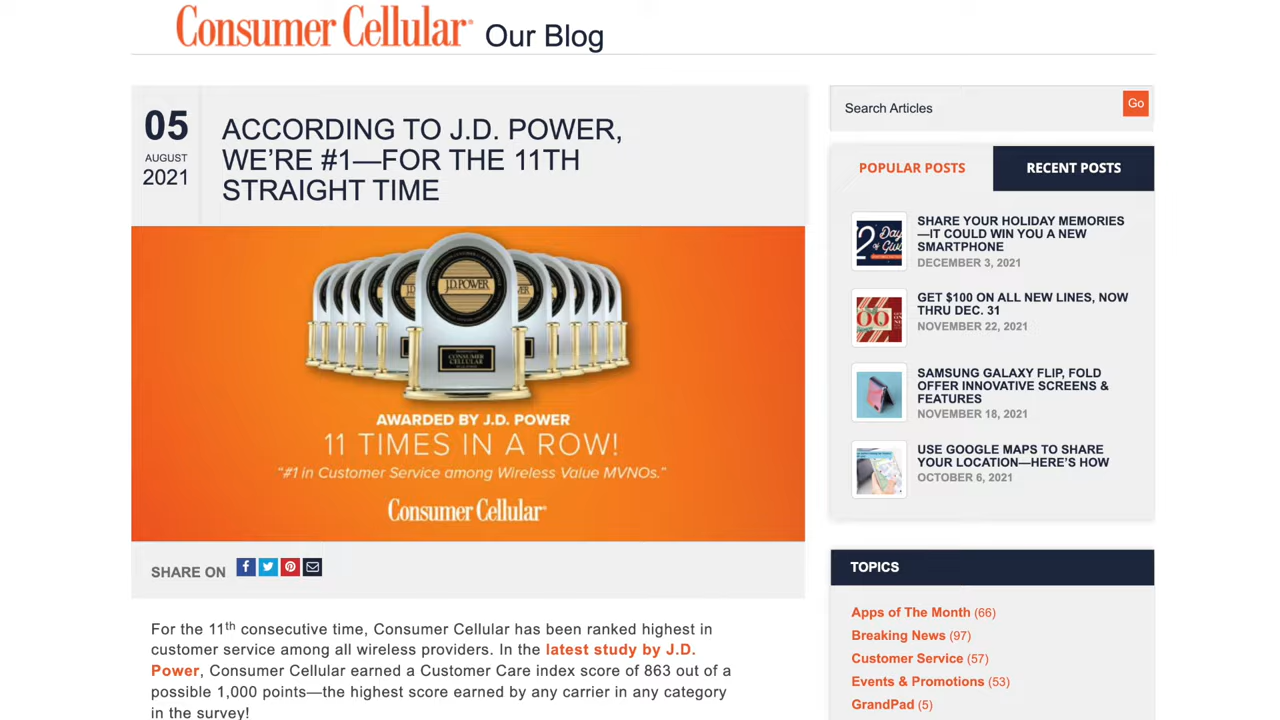 Consumer Cellular® Our Blog
05
AUGUST
2021
ACCORDING TO J.D. POWER,
WE'RE #1—FOR THE 11TH
STRAIGHT TIME
J.D.POWER
CONSUMER
CELLULAR
AWARDED BY J.D. POWER
11 TIMES IN A ROW!
"#1 in Customer Service among Wireless Value MVNOs."
Consumer Cellular®
SHARE ON
For the 11th consecutive time, Consumer Cellular has been ranked highest in
customer service among all wireless providers. In the latest study by J.D.
Power, Consumer Cellular earned a Customer Care index score of 863 out of a
possible 1,000 points—the highest score earned by any carrier in any category
in the survey!
Search Articles
Go
POPULAR POSTS
RECENT POSTS
SHARE YOUR HOLIDAY MEMORIES
—IT COULD WIN YOU A NEW
SMARTPHONE
DECEMBER 3, 2021
GET $100 ON ALL NEW LINES, NOW
THRU DEC. 31
NOVEMBER 22, 2021
SAMSUNG GALAXY FLIP, FOLD
OFFER INNOVATIVE SCREENS &
FEATURES
NOVEMBER 18, 2021
USE GOOGLE MAPS TO SHARE
YOUR LOCATION—HERE'S HOW
OCTOBER 6, 2021
TOPICS
Apps of The Month (66)
Breaking News (97)
Customer Service (57)
Events & Promotions (53)
GrandPad (5)